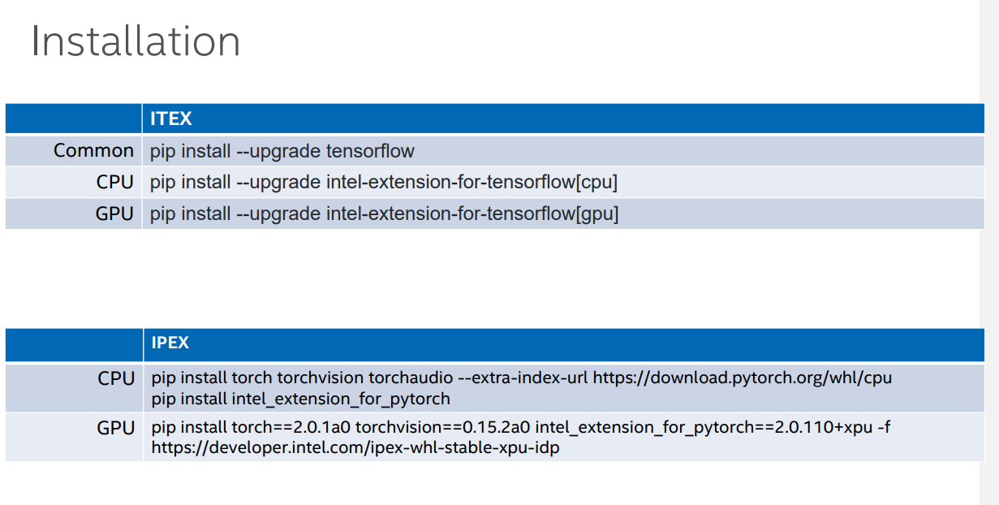 Installation
ITEX
Common pip install --upgrade tensorflow
CPU pip install --upgrade intel-extension-for-tensorflow[cpu]
GPU pip install --upgrade intel-extension-for-tensorflow[gpu]
IPEX
CPU pip install torch torchvision torchaudio --extra-index-url https://download.pytorch.org/whl/cpu
pip install intel_extension_for_pytorch
GPU pip install torch==2.0.1a0 torchvision==0.15.2a0 intel_extension_for_pytorch==2.0.110+xpu -f
https://developer.intel.com/ipex-whl-stable-xpu-idp